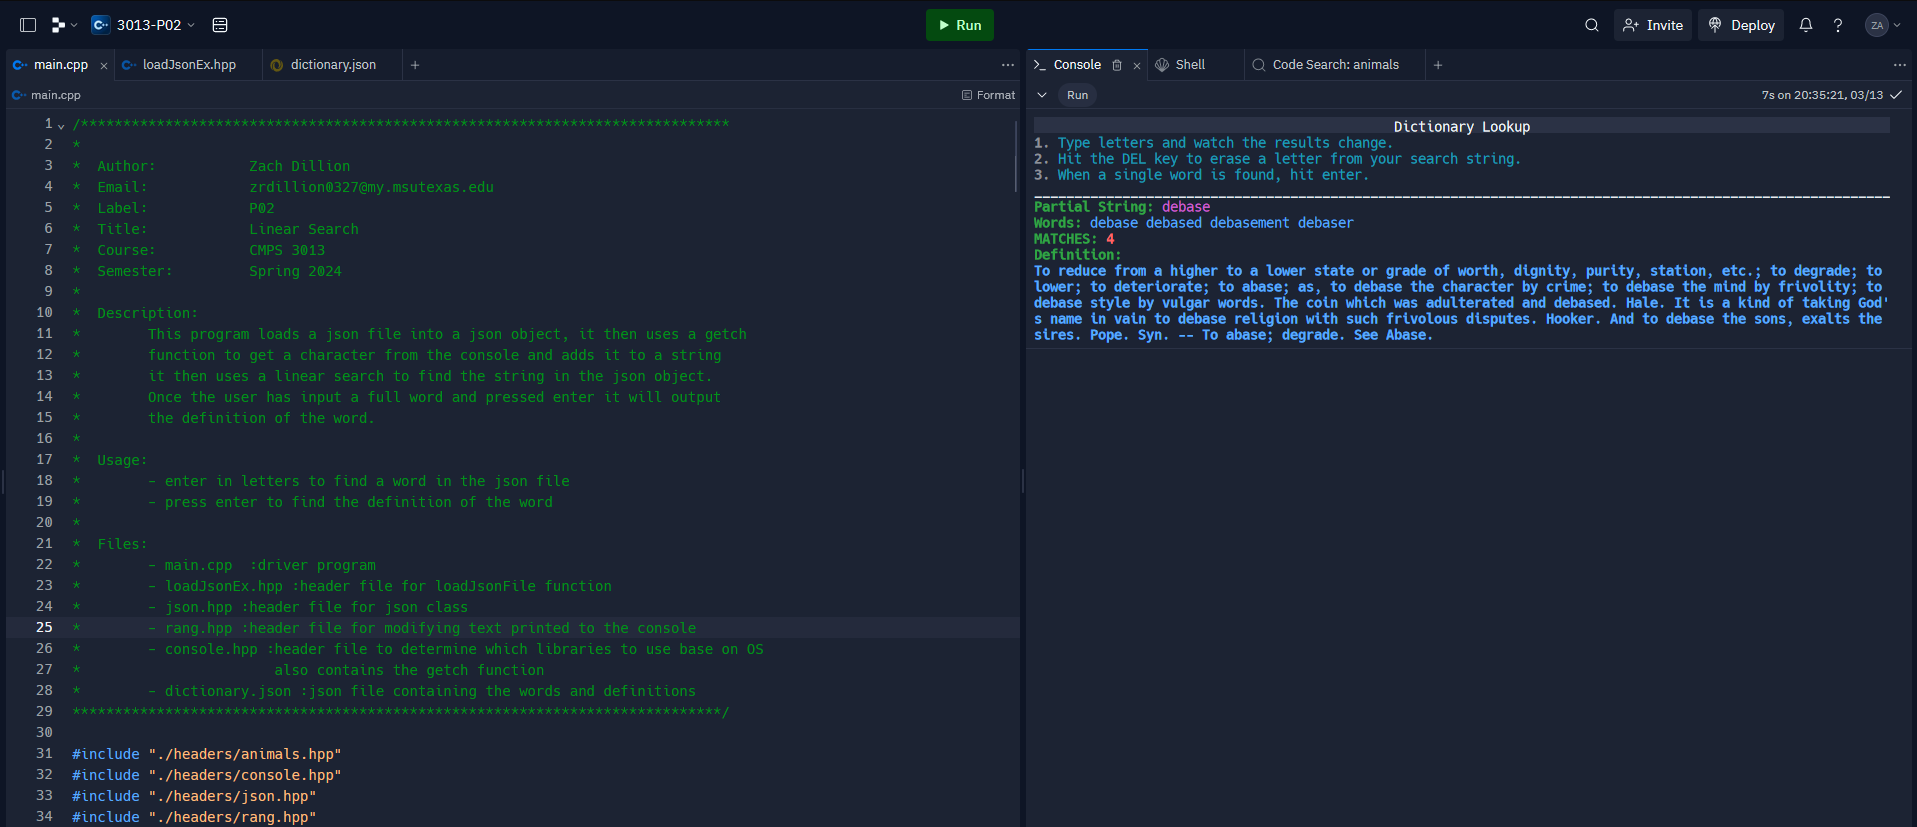 3013-P02
Run
Invite
Deploy
ZA
main.cpp
loadJsonEx.hpp
dictionary.json
main.cpp
Format
1 /*****************************************************************************
2 *
3 *  Author:           Zach Dillion
4 *  Email:            zrdillion0327@my.msutexas.edu
5 *  Label:            P02
6 *  Title:            Linear Search
7 *  Course:           CMPS 3013
8 *  Semester:         Spring 2024
9 *
10 *  Description:
11 *        This program loads a json file into a json object, it then uses a getch
12 *        function to get a character from the console and adds it to a string
13 *        it then uses a linear search to find the string in the json object.
14 *        Once the user has input a full word and pressed enter it will output
15 *        the definition of the word.
16 *
17 *  Usage:
18 *        - enter in letters to find a word in the json file
19 *        - press enter to find the definition of the word
20 *
21 *  Files:
22 *        - main.cpp  :driver program
23 *        - loadJsonEx.hpp :header file for loadJsonFile function
24 *        - json.hpp :header file for json class
25 *        - rang.hpp :header file for modifying text printed to the console
26 *        - console.hpp :header file to determine which libraries to use base on OS
27 *                       also contains the getch function
28 *        - dictionary.json :json file containing the words and definitions
29 *****************************************************************************/
30
31 #include "./headers/animals.hpp"
32 #include "./headers/console.hpp"
33 #include "./headers/json.hpp"
34 #include "./headers/rang.hpp"
Console
Shell
Code Search: animals
Run
7s on 20:35:21, 03/13
Dictionary Lookup
1. Type letters and watch the results change.
2. Hit the DEL key to erase a letter from your search string.
3. When a single word is found, hit enter.
Partial String: debase
Words: debase debased debasement debaser
MATCHES: 4
Definition:
To reduce from a higher to a lower state or grade of worth, dignity, purity, station, etc.; to degrade; to
lower; to deteriorate; to abase; as, to debase the character by crime; to debase the mind by frivolity; to
debase style by vulgar words. The coin which was adulterated and debased. Hale. It is a kind of taking God'
s name in vain to debase religion with such frivolous disputes. Hooker. And to debase the sons, exalts the
sires. Pope. Syn. -- To abase; degrade. See Abase.